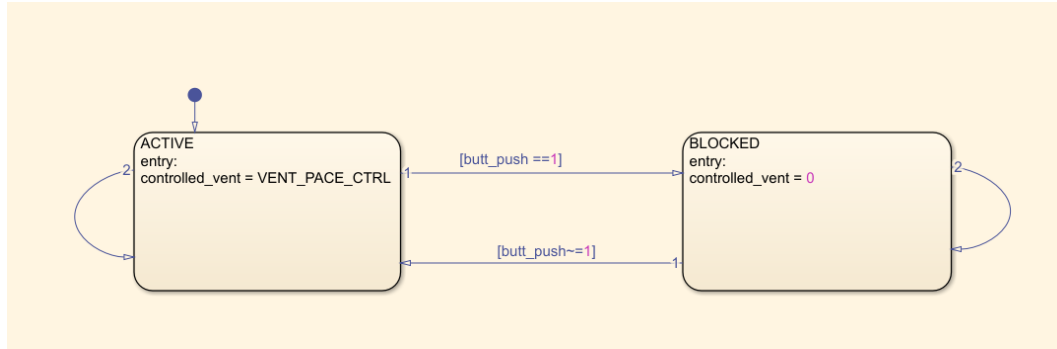 ACTIVE
entry:
controlled_vent = VENT_PACE_CTRL
2
1
[butt_push ==1]
BLOCKED
entry:
controlled_vent = 0
2
[butt_push~=1]
1